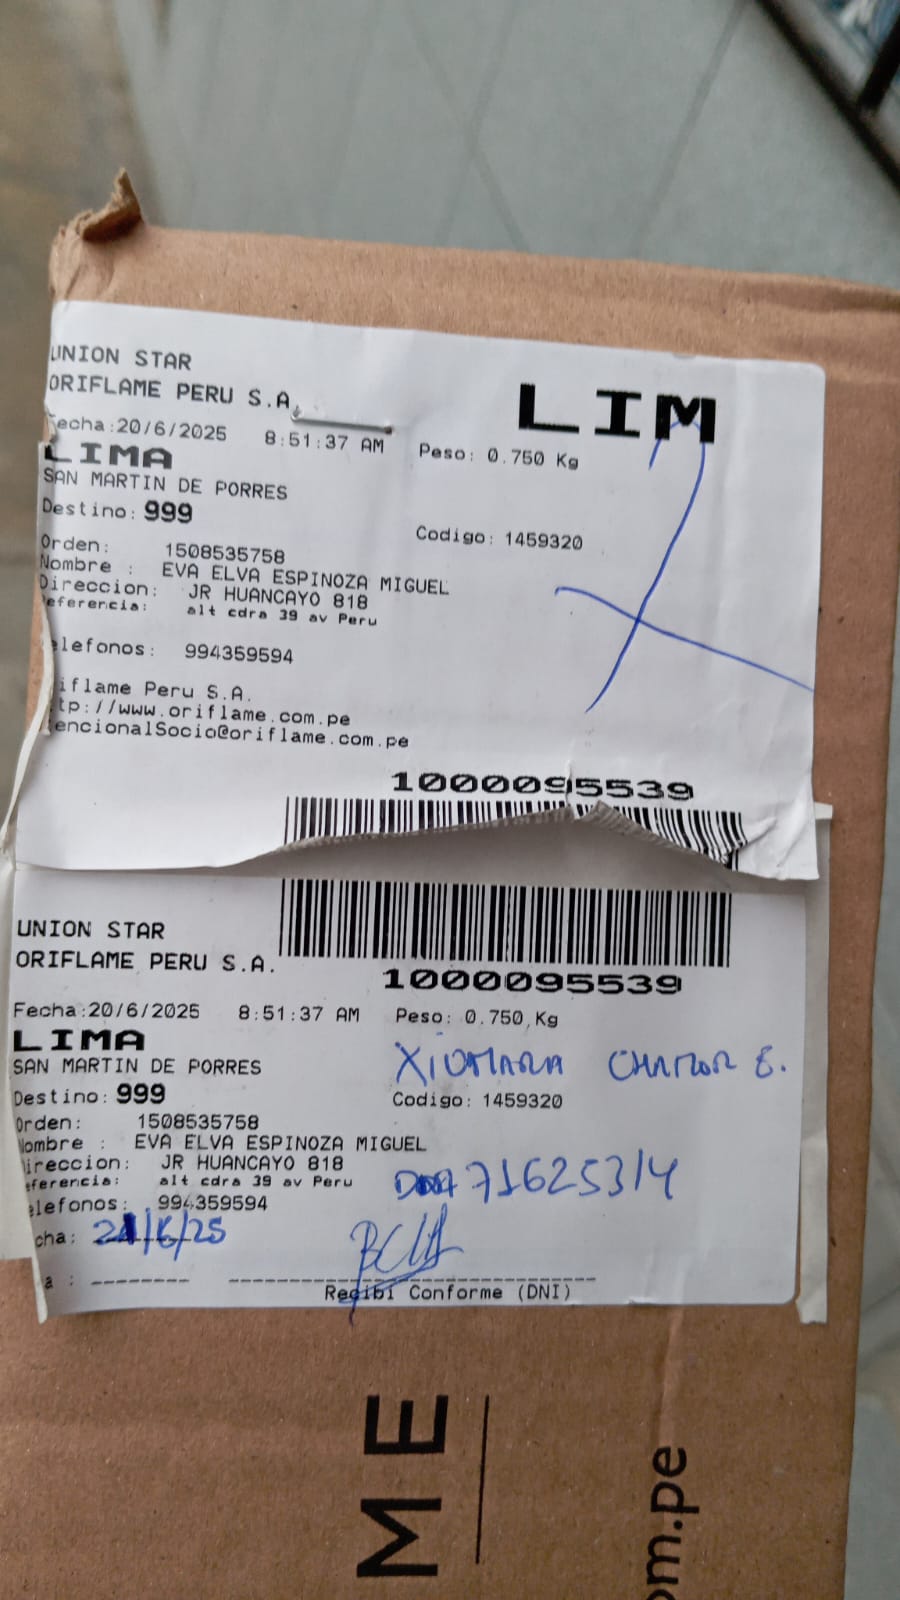 UNION STAR
ORIFLAME PERU S.A.
LIM
echa:20/6/2025 8:51:37 AM Peso: 0.750 Kg
LIMA
SAN MARTIN DE PORRES
Destino: 999
Codigo: 1459320
Orden: 1508535758
Nombre : EVA ELVA ESPINOZA MIGUEL
Direccion: JR HUANCAYO 818
eferencia: alt cdra 39 av Peru
elefonos: 994359594
iflame Peru S.A.
tp://www.oriflame.com.pe
encionalSocio@oriflame.com.pe
1000095539
UNION STAR
ORIFLAME PERU S.A.
1000095539
Fecha:20/6/2025 8:51:37 AM Peso: 0.750 Kg
LIMA
XIOMARA
SAN MARTIN DE PORRES
Destino: 999
Codigo: 1459320
Orden: 1508535758
Nombre : EVA ELVA ESPINOZA MIGUEL
ireccion: JR HUANCAYO 818
eferencia: alt cdra 39 av Peru
71625314
elefonos: 994359594
cha: 21/6/25
a :
Recibi Conforme (DNI)
ME
om.pe